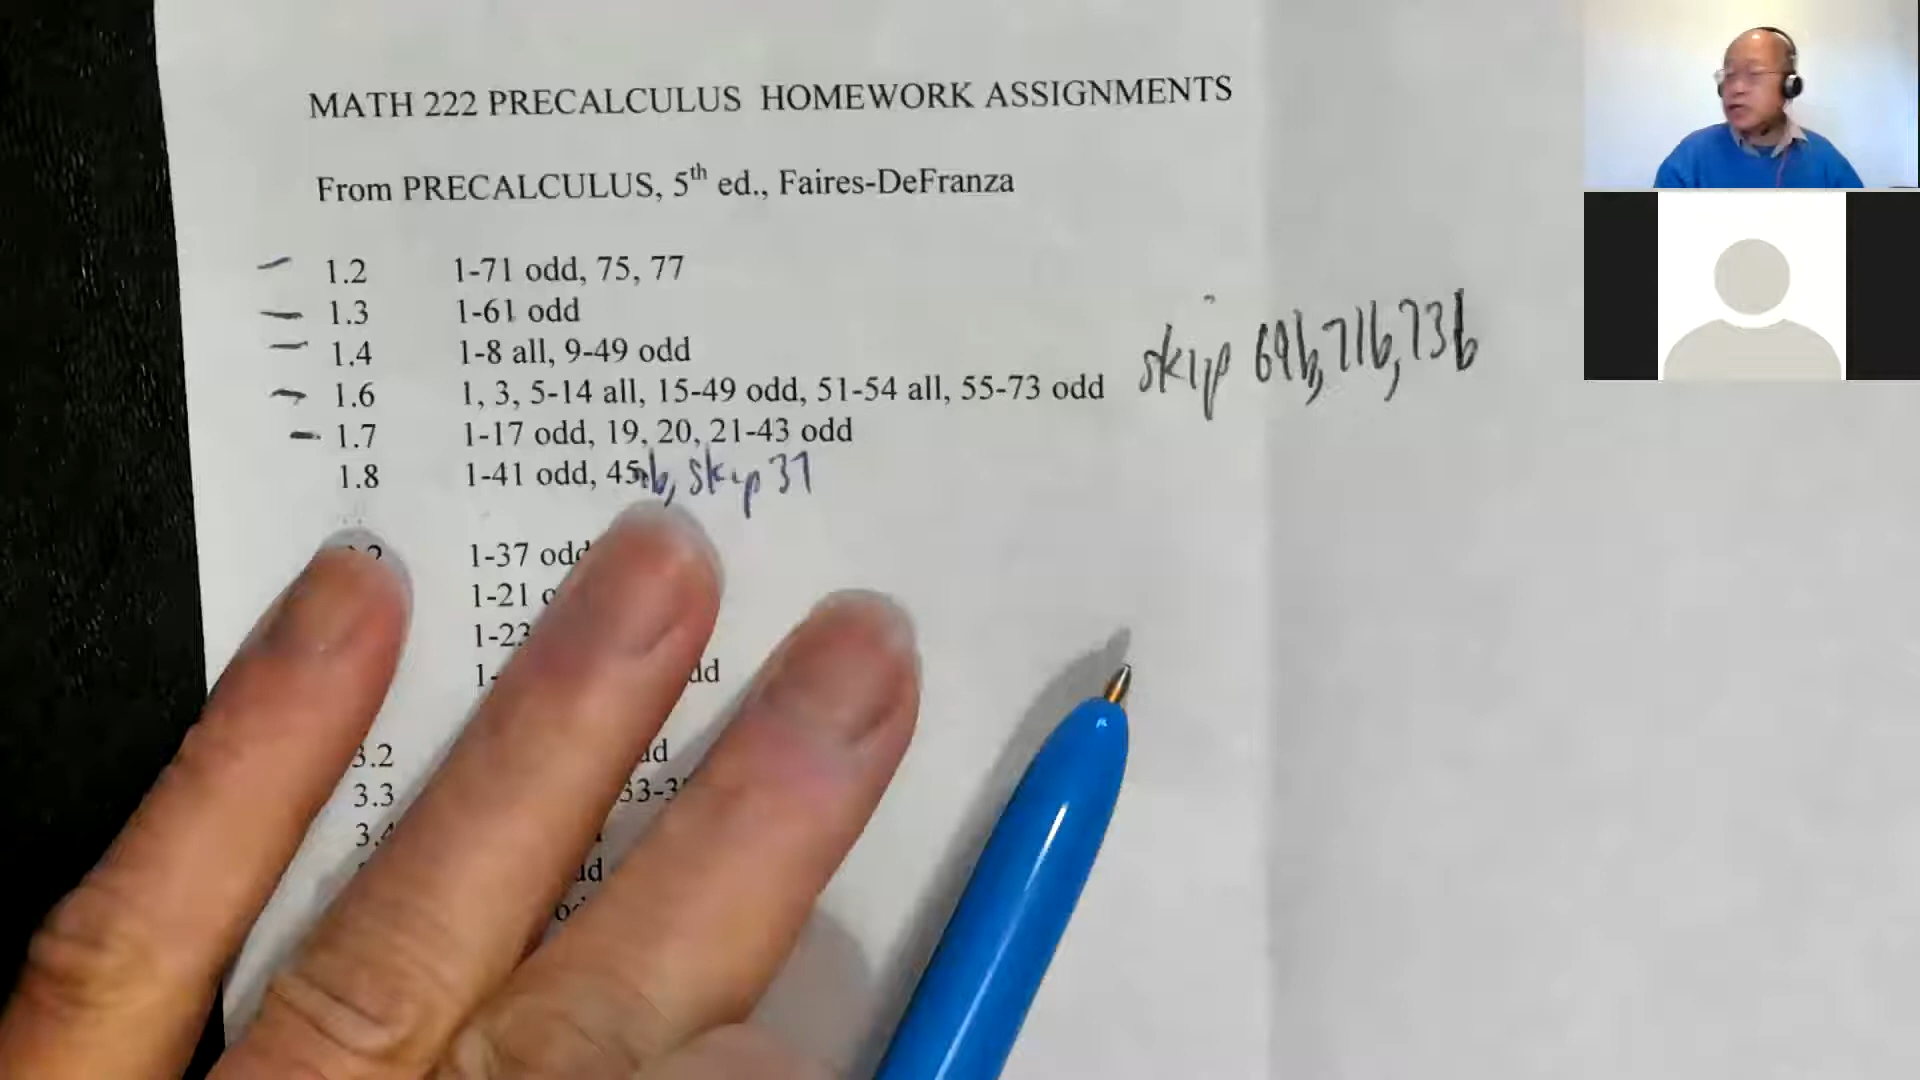 MATH 222 PRECALCULUS HOMEWORK ASSIGNMENTS
From PRECALCULUS, 5th ed., Faires-DeFranza
1.2 1-71 odd, 75, 77
1.3 1-61 odd
1.4 1-8 all, 9-49 odd
1.6 1, 3, 5-14 all, 15-49 odd, 51-54 all, 55-73 odd skip 69b, 71b, 73b
1.7 1-17 odd, 19, 20, 21-43 odd
1.8 1-41 odd, 45 b, skip 37
1-37 odd
1-21
1-23
3.2
3.3 33-3